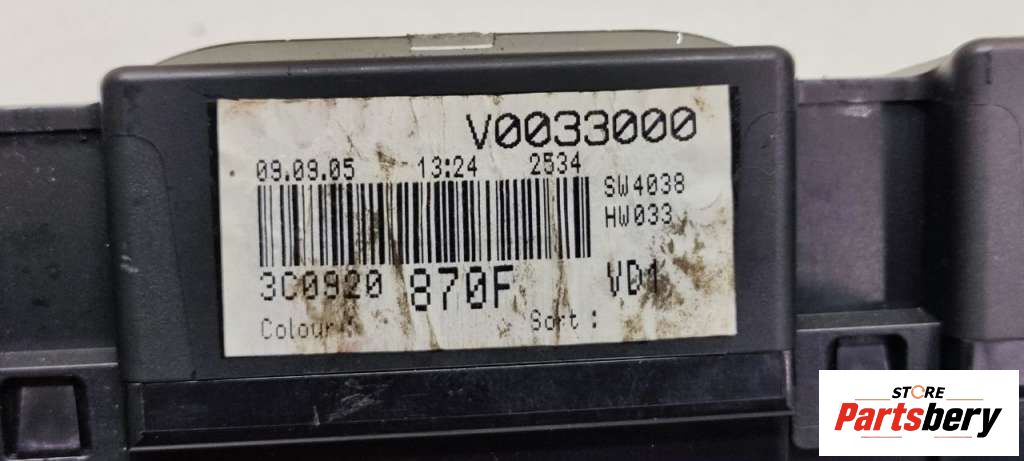 V0033000
09.09.05 13:24 2534
SW4038
HW033
3C0920 870F VD1
Colour: Sort:
STORE
Partsbery